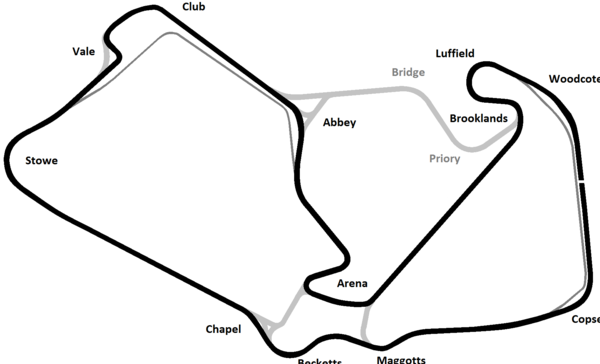 Club
Vale
Luffield
Bridge
Woodcote
Abbey
Brooklands
Priory
Stowe
Arena
Copse
Chapel
Becketts
Maggotts